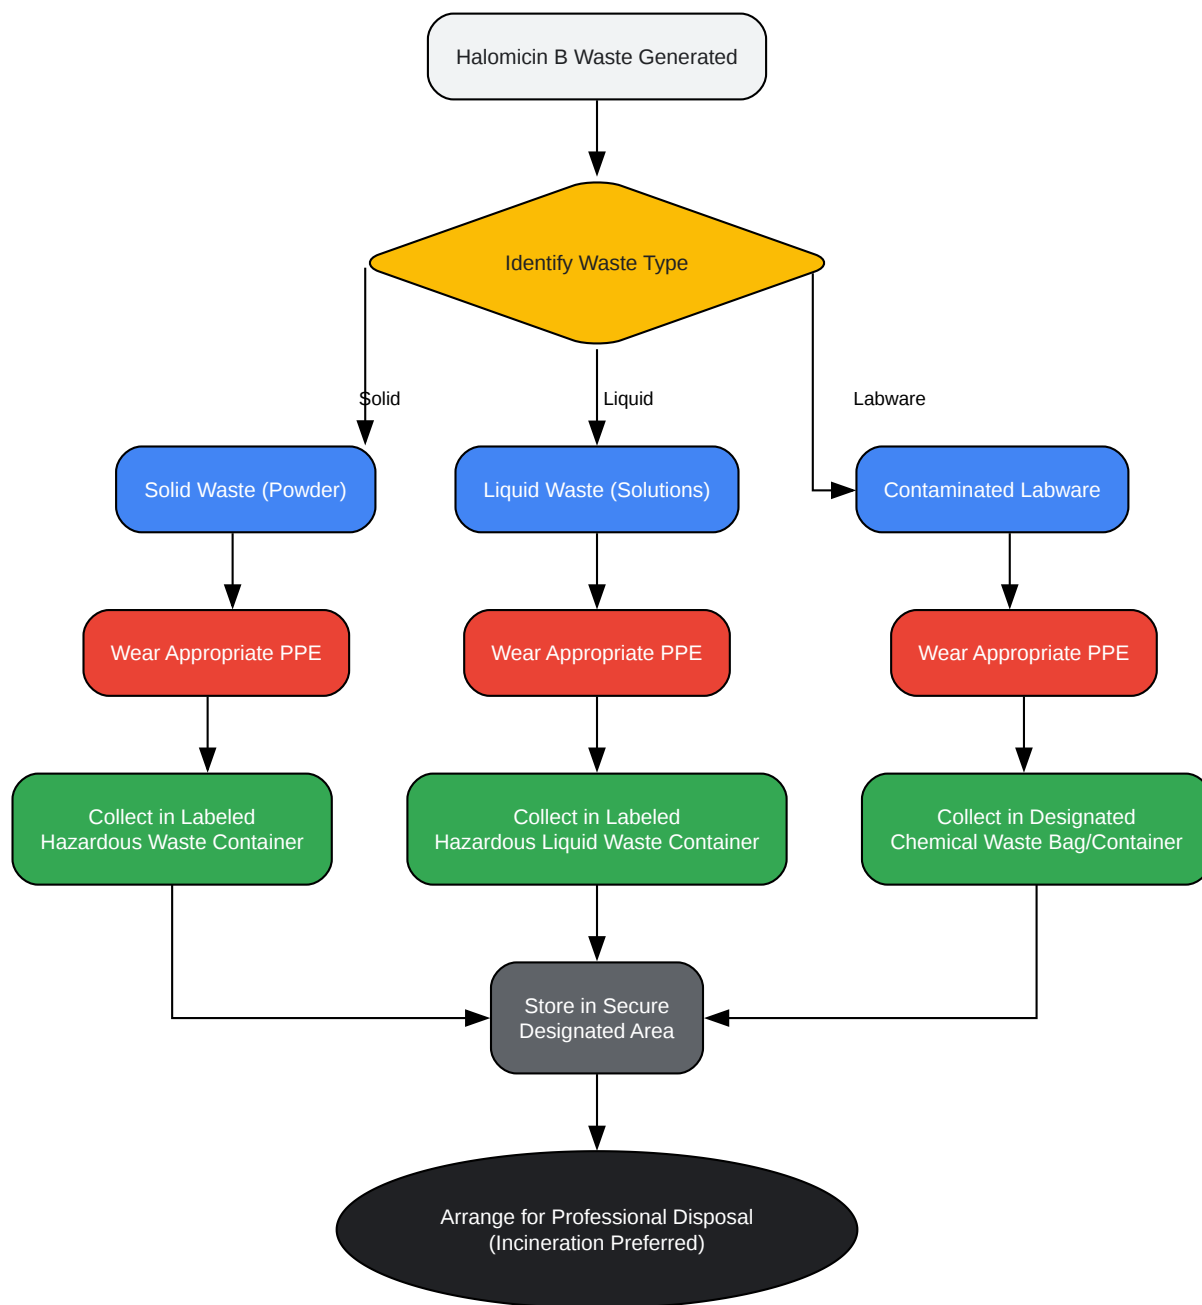 Halomicin B Waste Generated
Identify Waste Type
Solid
Liquid
Labware
Solid Waste (Powder)
Liquid Waste (Solutions)
Contaminated Labware
Wear Appropriate PPE
Wear Appropriate PPE
Wear Appropriate PPE
Collect in Labeled
Hazardous Waste Container
Collect in Labeled
Hazardous Liquid Waste Container
Collect in Designated
Chemical Waste Bag/Container
Store in Secure
Designated Area
Arrange for Professional Disposal
(Incineration Preferred)